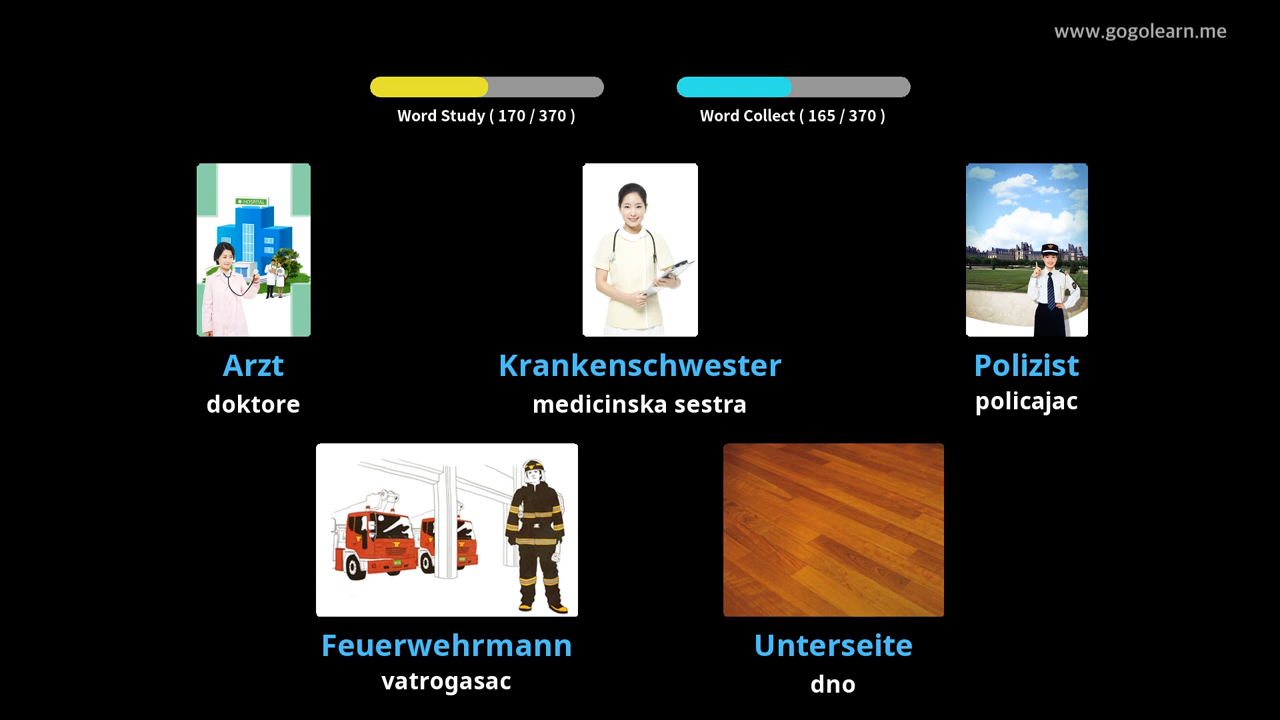 www.gogolearn.me
Word Study ( 170 / 370 )
Word Collect ( 165 / 370 )
HOSPITAL
Arzt
doktore
Krankenschwester
medicinska sestra
Polizist
policajac
Feuerwehrmann
vatrogasac
Unterseite
dno